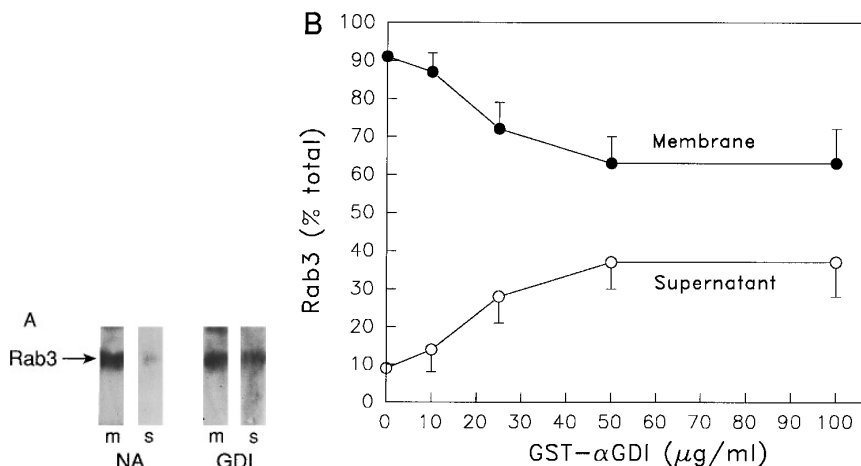 A
Rab3
m s m s
NA GDI
B
Rab3 (% total)
100
90
80
70
60
50
40
30
20
10
0
Membrane
Supernatant
0 10 20 30 40 50 60 70 80 90 100
GST-αGDI (μg/ml)